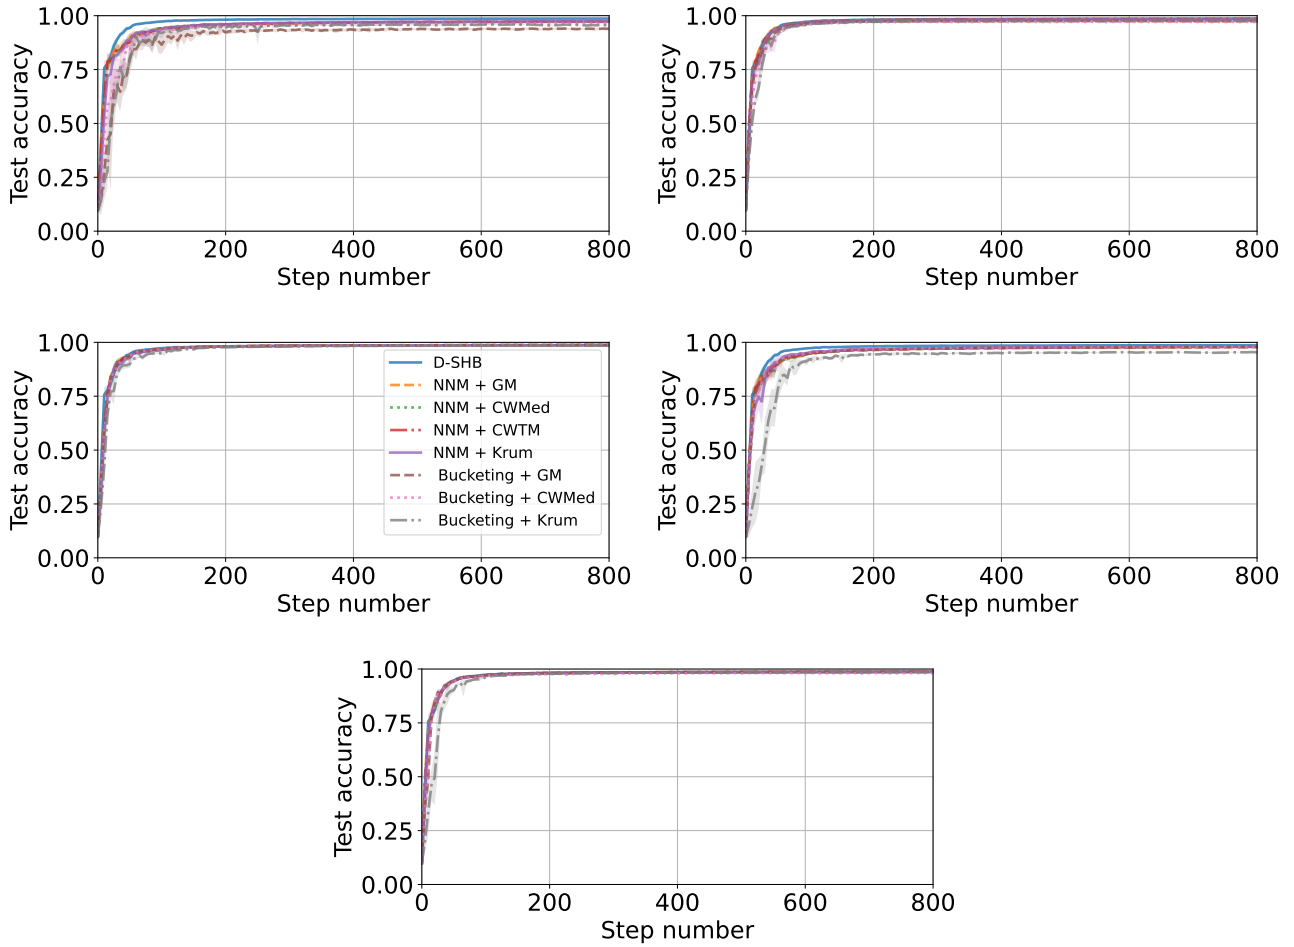 1.00
0.75
0.50
0.25
0.00
Test accuracy
0 200 400 600 800
Step number
1.00
0.75
0.50
0.25
0.00
Test accuracy
0 200 400 600 800
Step number
1.00
0.75
0.50
0.25
0.00
Test accuracy
D-SHB
NNM + GM
NNM + CWMed
NNM + CWTM
NNM + Krum
Bucketing + GM
Bucketing + CWMed
Bucketing + Krum
0 200 400 600 800
Step number
1.00
0.75
0.50
0.25
0.00
Test accuracy
0 200 400 600 800
Step number
1.00
0.75
0.50
0.25
0.00
Test accuracy
0 200 400 600 800
Step number